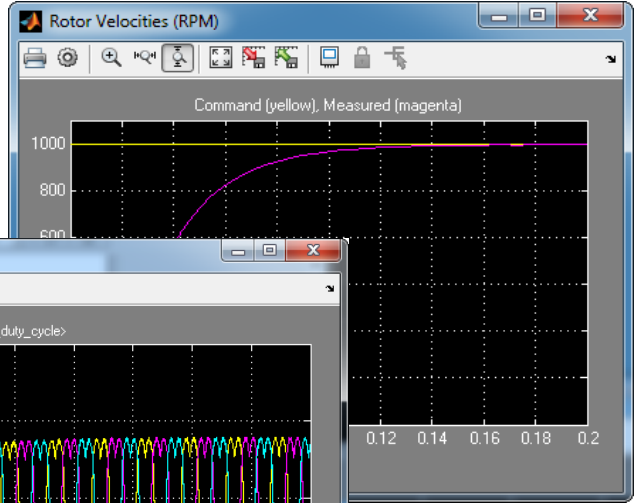 Rotor Velocities (RPM)
Command (yellow), Measured (magenta)
1000
800
600
duty_cycle>
0.12 0.14 0.16 0.18 0.2